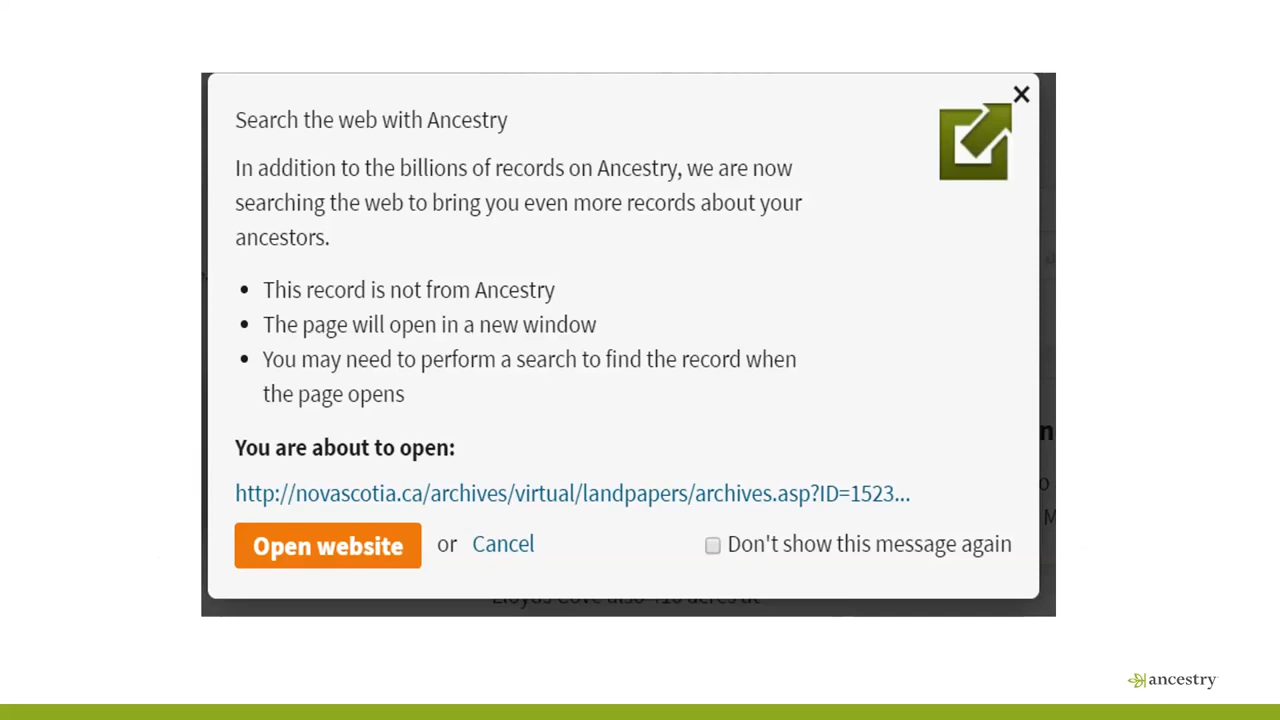 Search the web with Ancestry
In addition to the billions of records on Ancestry, we are now
searching the web to bring you even more records about your
ancestors.
• This record is not from Ancestry
• The page will open in a new window
• You may need to perform a search to find the record when
the page opens
You are about to open:
http://novascotia.ca/archives/virtual/landpapers/archives.asp?ID=1523...
Open website or Cancel Don't show this message again
ancestry